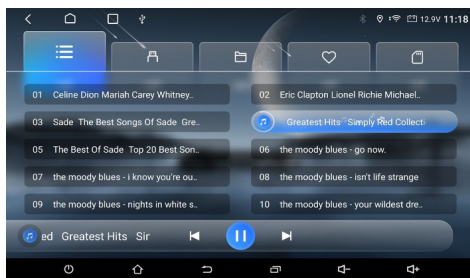 12.9V 11:18
01 Celine Dion Mariah Carey Whitney..
02 Eric Clapton Lionel Richie Michael..
03 Sade The Best Songs Of Sade Gre..
Greatest Hits Simply Red Collecti
05 The Best Of Sade Top 20 Best Son..
06 the moody blues - go now.
07 the moody blues - i know you're ou..
08 the moody blues - isn't life strange
09 the moody blues - nights in white s..
10 the moody blues - your wildest dre..
ed Greatest Hits Sir